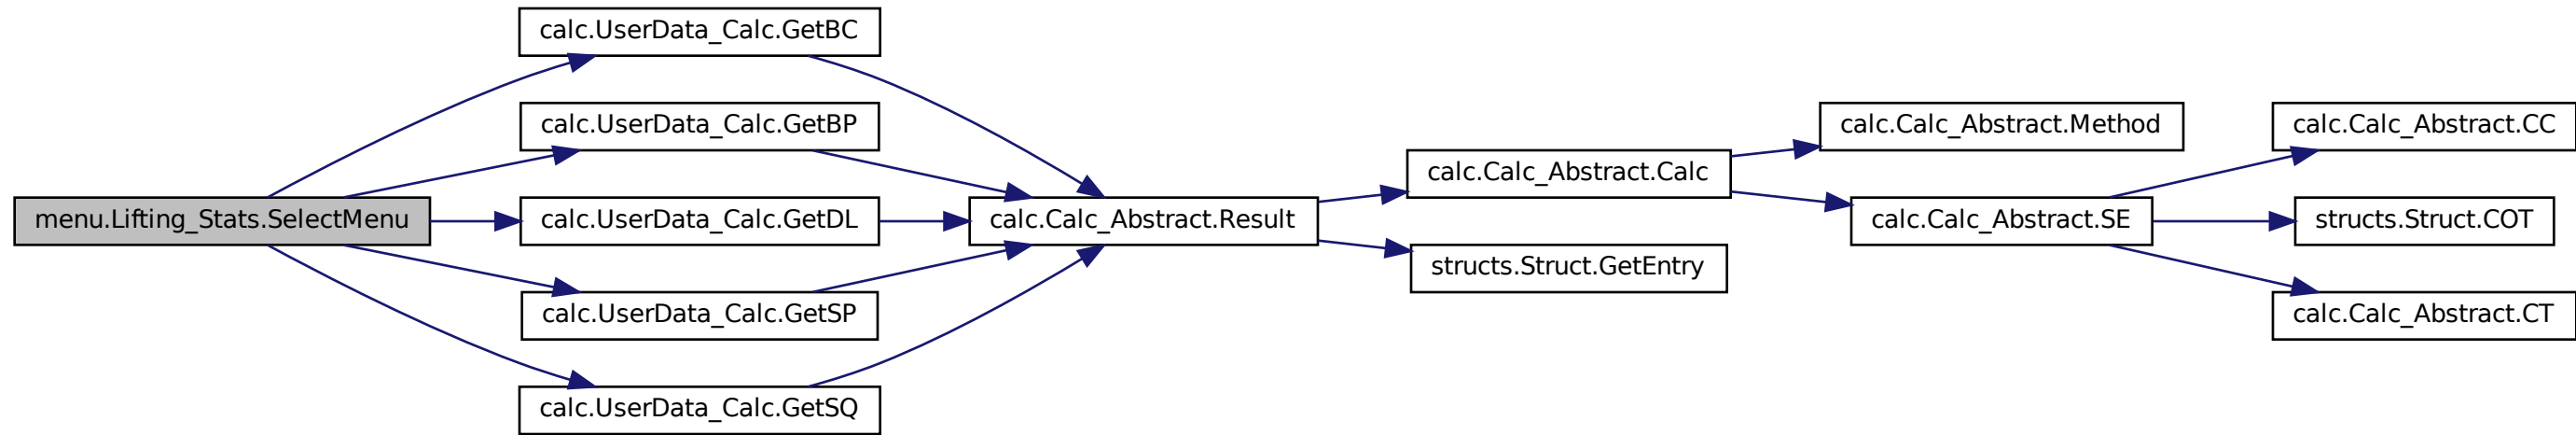 menu.Lifting_Stats.SelectMenu
calc.UserData_Calc.GetBC
calc.UserData_Calc.GetBP
calc.UserData_Calc.GetDL
calc.UserData_Calc.GetSP
calc.UserData_Calc.GetSQ
calc.Calc_Abstract.Result
calc.Calc_Abstract.Calc
structs.Struct.GetEntry
calc.Calc_Abstract.Method
calc.Calc_Abstract.SE
calc.Calc_Abstract.CC
structs.Struct.COT
calc.Calc_Abstract.CT